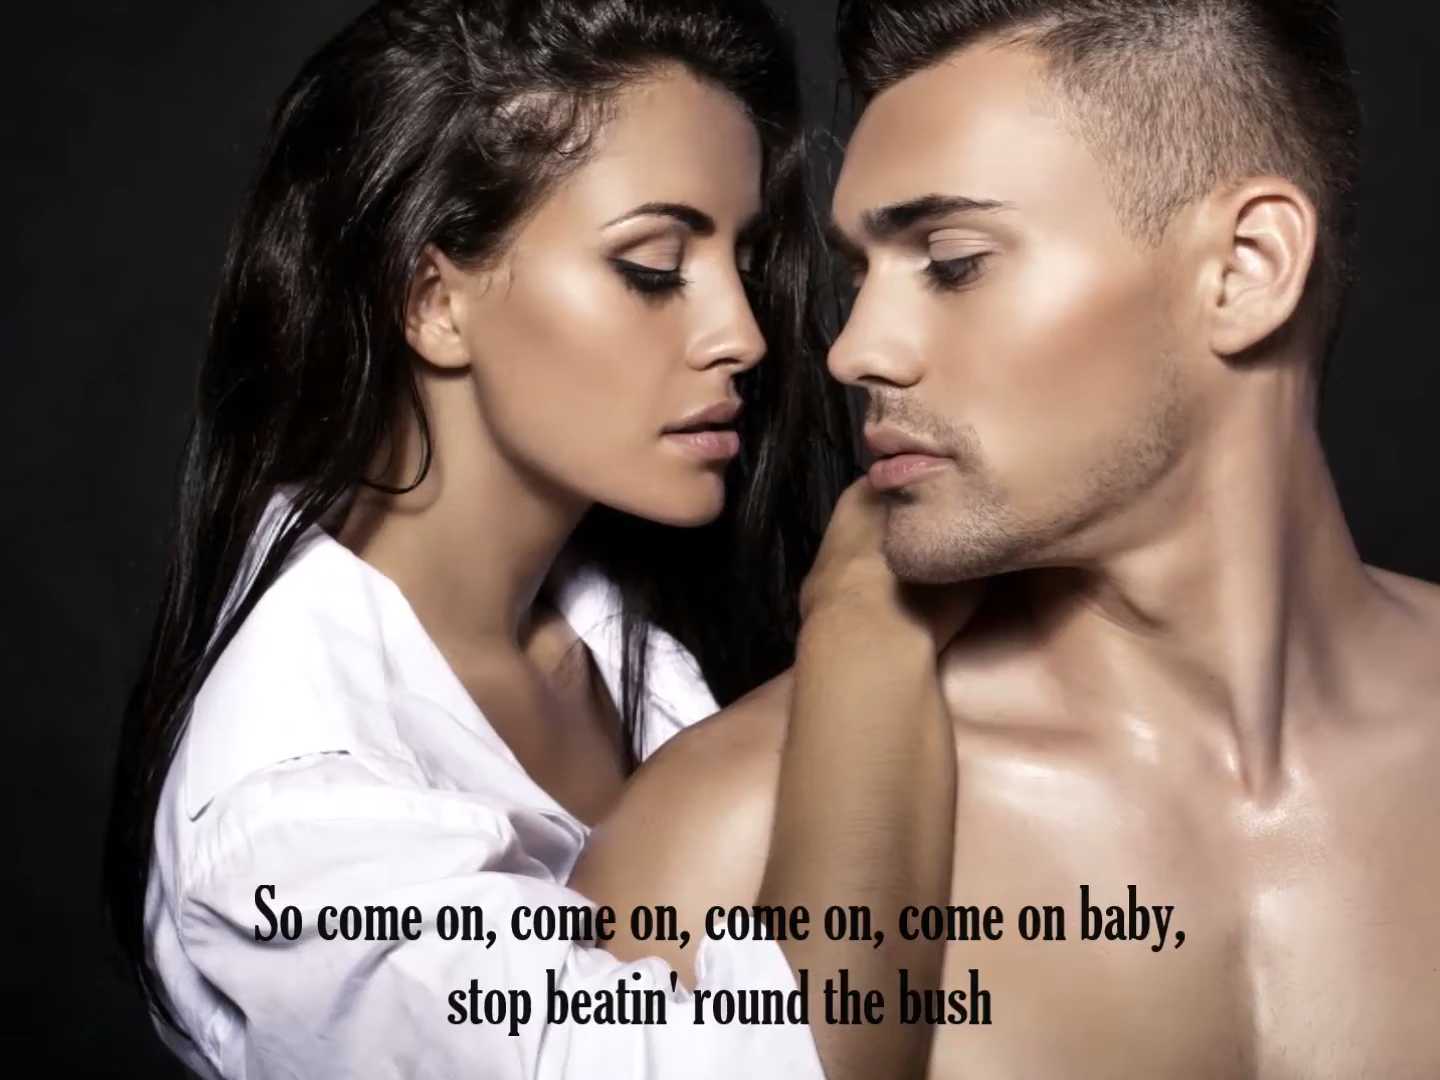 So come on, come on, come on, come on baby,
stop beatin' round the bush